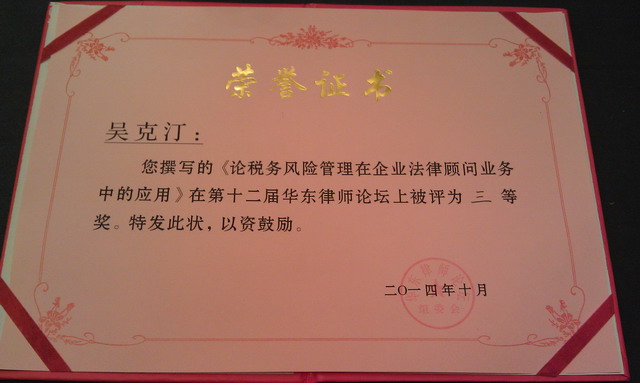 荣誉证书
吴克汀：
您撰写的《论税务风险管理在企业法律顾问业务
中的应用》在第十二届华东律师论坛上被评为 三 等
奖。特发此状，以资鼓励。
二〇一四年十月
组委会